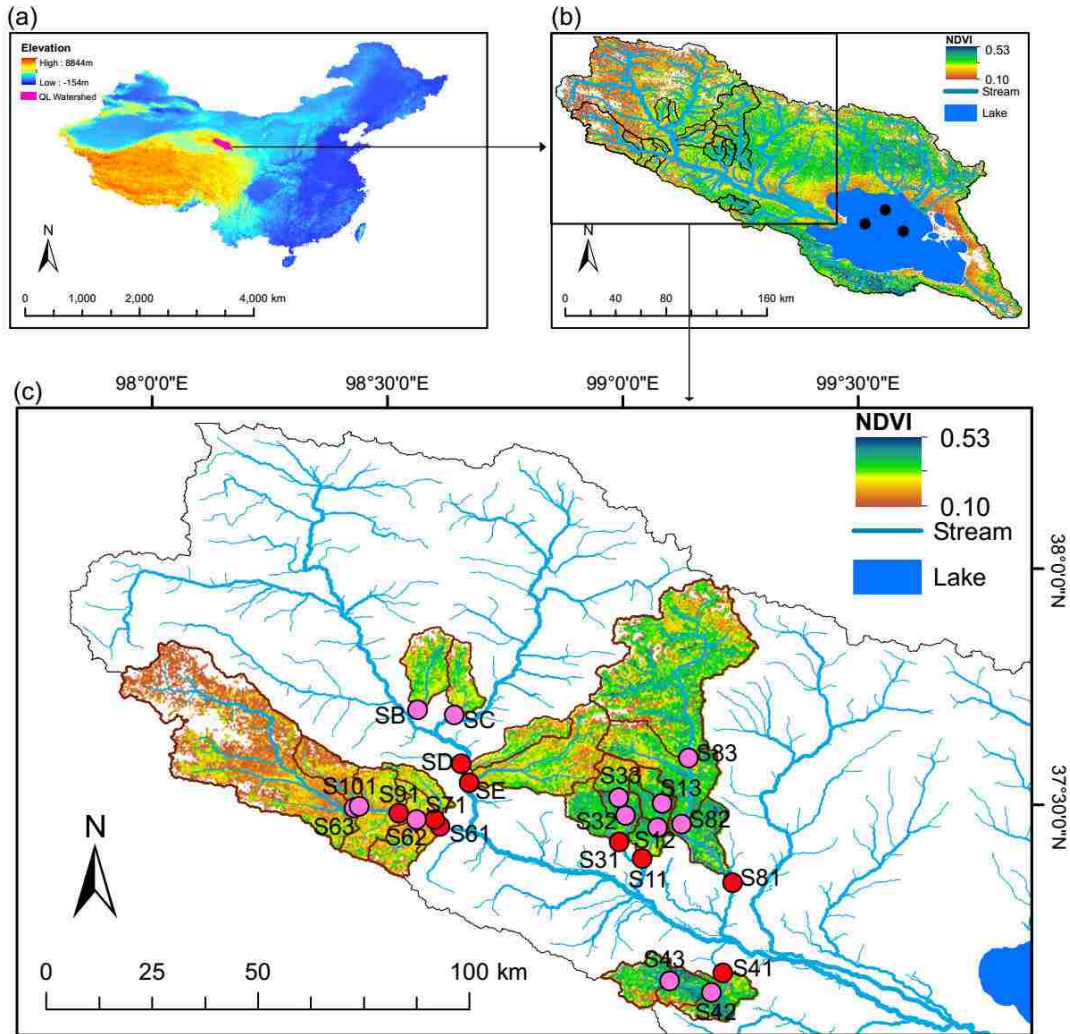 (a)
Elevation
High : 8844m
Low : -154m
QL Watershed
N
0 1,000 2,000 4,000 km
(b)
NDVI
0.53
0.10
Stream
Lake
N
0 40 80 160 km
(c)
98°0'0"E 98°30'0"E 99°0'0"E 99°30'0"E
NDVI
0.53
0.10
Stream
Lake
38°0'0"N
37°30'0"N
SB
SC
SD
SE
S83
S101
S91
S71
S63
S62
S61
S33
S13
S32
S12
S82
S31
S11
S81
S43
S41
S42
N
0 25 50 100 km